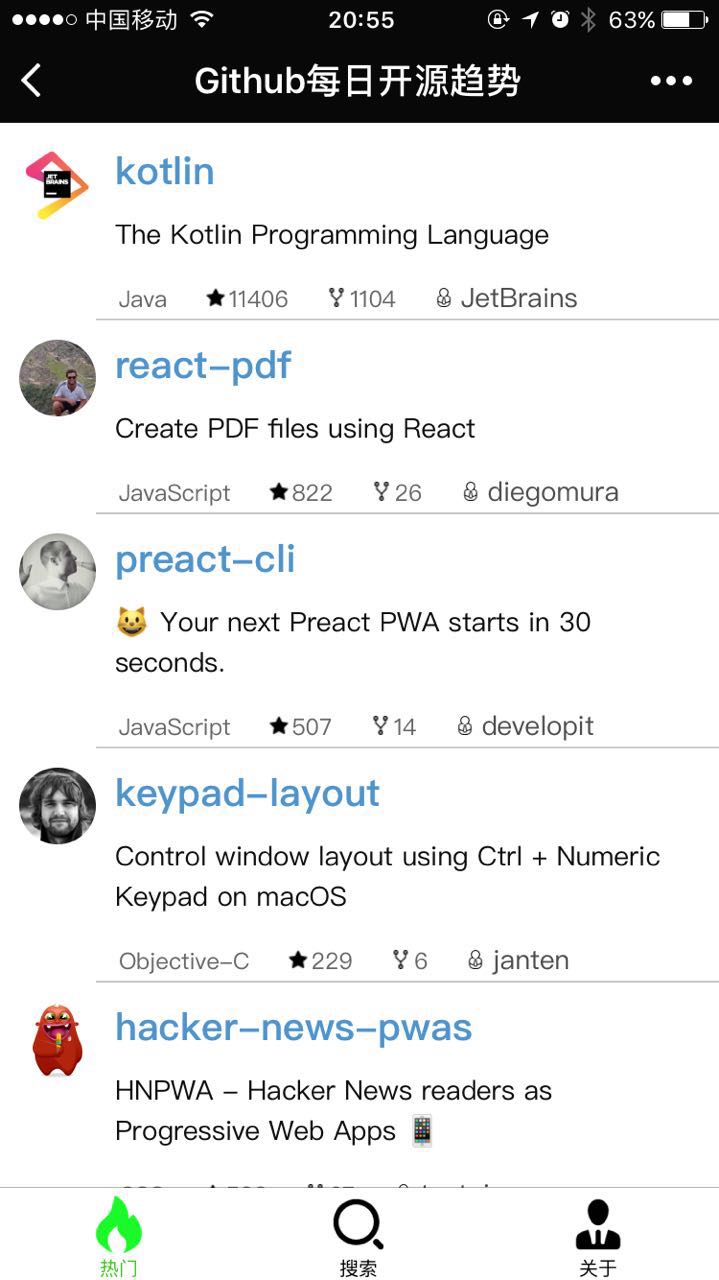 中国移动 20:55 63%
Github每日开源趋势
JET
BRAINS
kotlin
The Kotlin Programming Language
Java 11406 1104 JetBrains
react-pdf
Create PDF files using React
JavaScript 822 26 diegomura
preact-cli
😺 Your next Preact PWA starts in 30
seconds.
JavaScript 507 14 developit
keypad-layout
Control window layout using Ctrl + Numeric
Keypad on macOS
Objective-C 229 6 janten
hacker-news-pwas
HNPWA - Hacker News readers as
Progressive Web Apps 📱
热门 搜索 关于